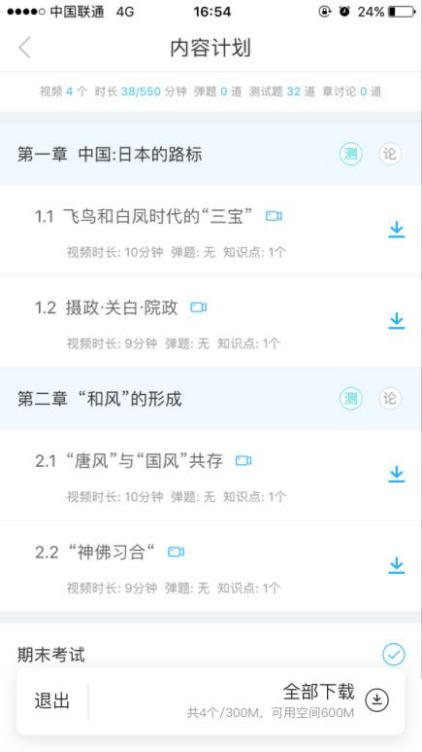 中国联通 4G 16:54 24%
内容计划
视频 4 个 时长 38/550 分钟 弹题 0 道 测试题 32 道 章讨论 0 道
第一章 中国:日本的路标 测 论
1.1 飞鸟和白凤时代的“三宝”
视频时长: 10分钟 弹题: 无 知识点: 1个
1.2 摄政·关白·院政
视频时长: 9分钟 弹题: 无 知识点: 1个
第二章 “和风”的形成 测 论
2.1 “唐风”与“国风”共存
视频时长: 10分钟 弹题: 无 知识点: 1个
2.2 “神佛习合“
视频时长: 9分钟 弹题: 无 知识点: 1个
期末考试
退出 全部下载
共4个/300M，可用空间600M